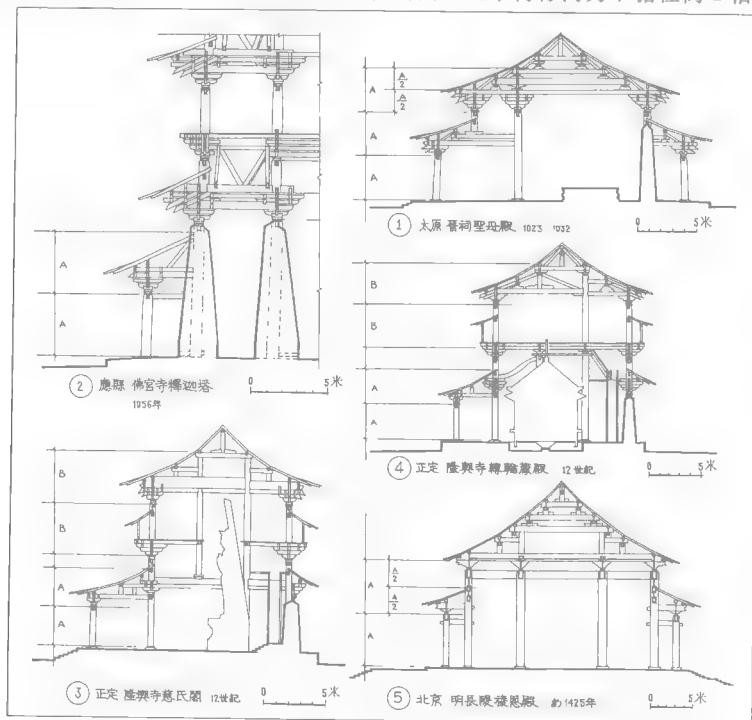 A
A/2
A/2
A
A
① 太原 晋祠聖母殿 1023 1032
0 5米
A
A
② 應縣 佛宮寺釋迦塔
1056年
0 5米
B
B
A
A
④ 正定 隆興寺轉輪藏殿 12世紀
0 5米
B
B
A
A
③ 正定 隆興寺慈氏閣 12世紀
0 5米
A
A/2
A/2
A
⑤ 北京 明長陵祾恩殿 約1425年
0 5米